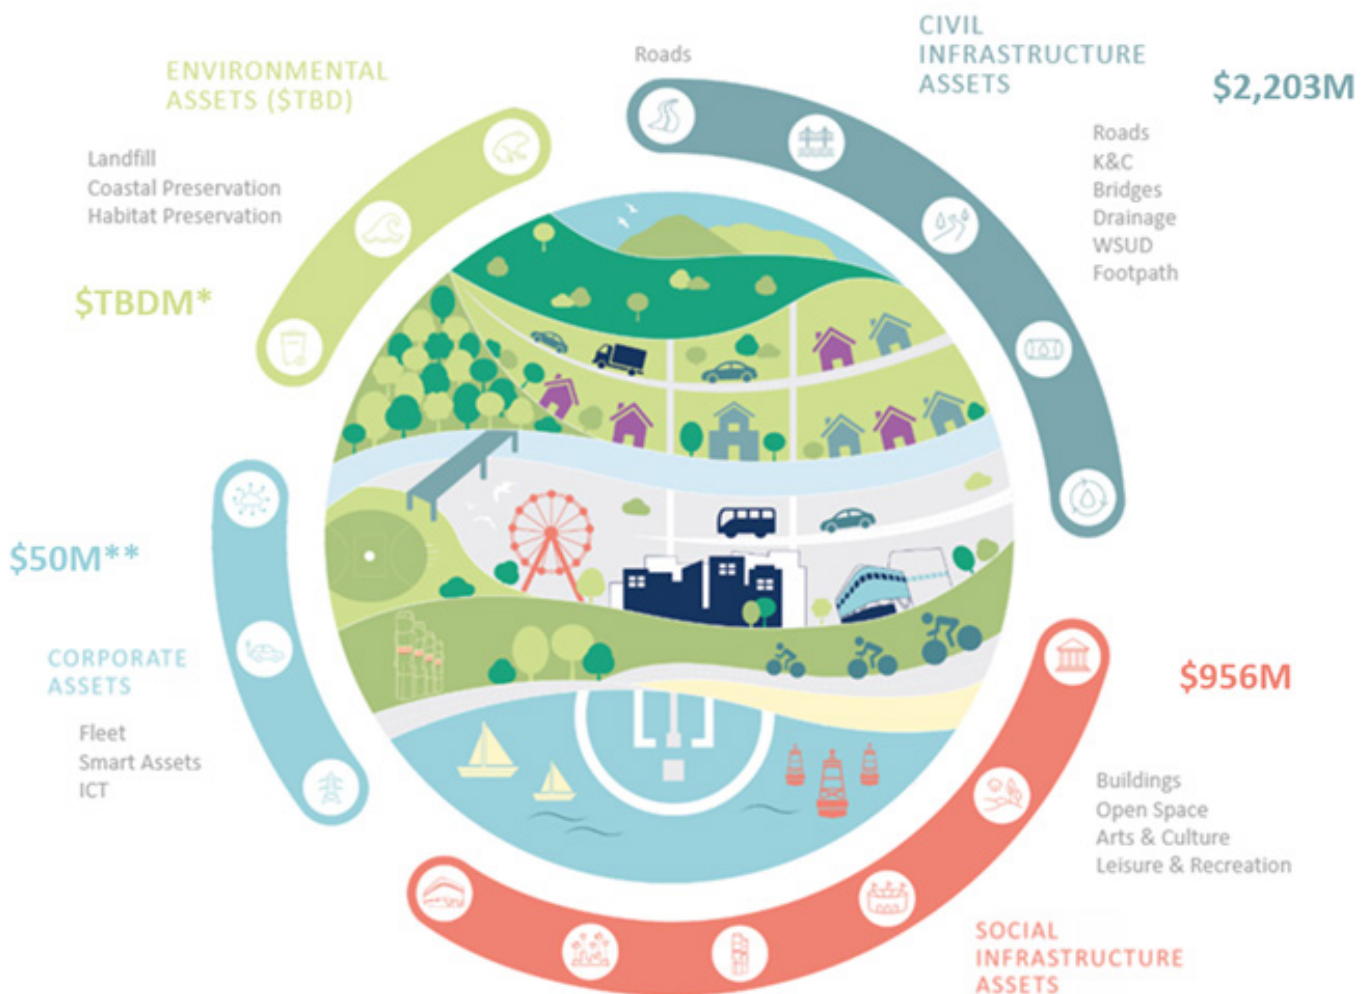 ENVIRONMENTAL
ASSETS ($TBD)
Landfill
Coastal Preservation
Habitat Preservation
$TBDM*
Roads
CIVIL
INFRASTRUCTURE
ASSETS
$2,203M
Roads
K&C
Bridges
Drainage
WSUD
Footpath
$50M**
CORPORATE
ASSETS
Fleet
Smart Assets
ICT
$956M
Buildings
Open Space
Arts & Culture
Leisure & Recreation
SOCIAL
INFRASTRUCTURE
ASSETS